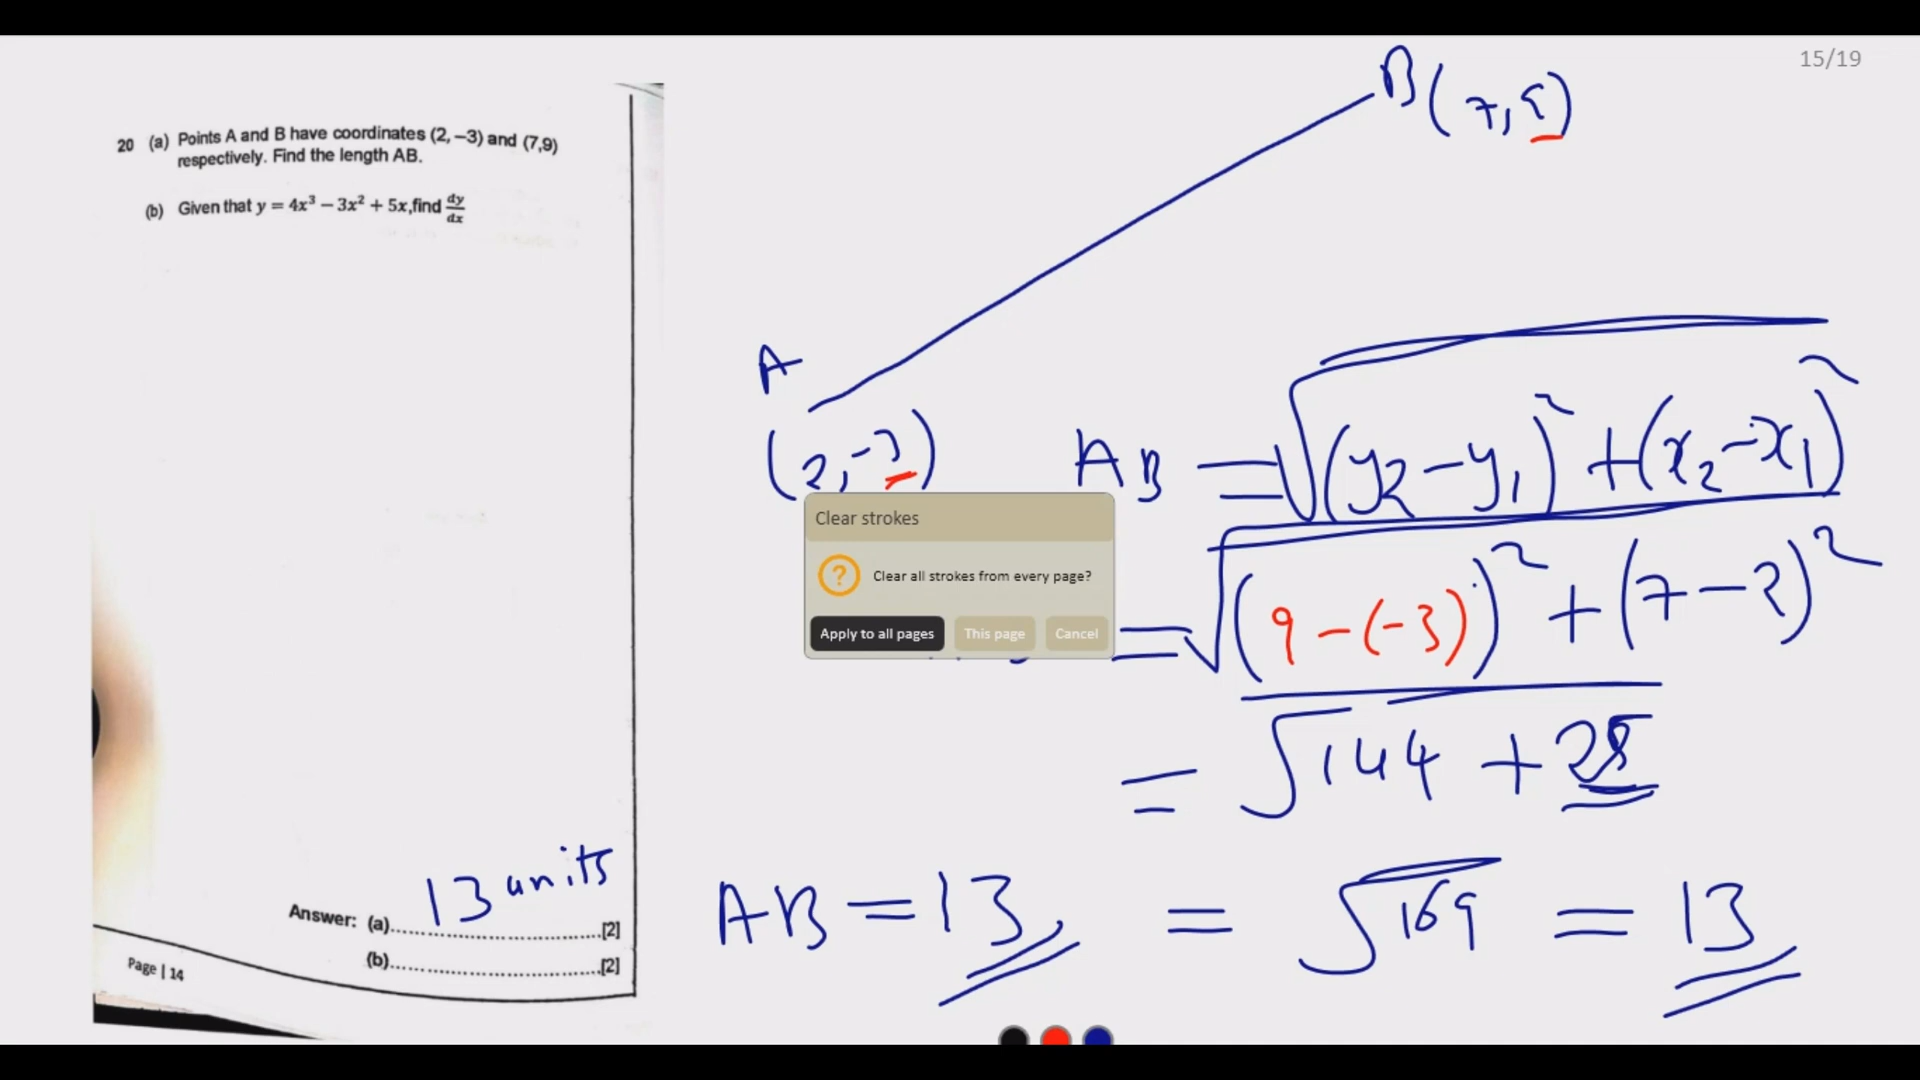 15/19
20 (a) Points A and B have coordinates (2, −3) and (7,9)
respectively. Find the length AB.
(b) Given that y = 4x³ − 3x² + 5x,find dy/dx
B(7,9)
A
(2,-3)
AB = √(y₂-y₁)² + (x₂-x₁)²
Clear strokes
? Clear all strokes from every page?
Apply to all pages This page Cancel
= √(9-(-3))² + (7-2)²
= √144 + 25
AB = 13 = √169 = 13
13 units
Answer: (a)..............................[2]
(b)..............................[2]
Page | 14